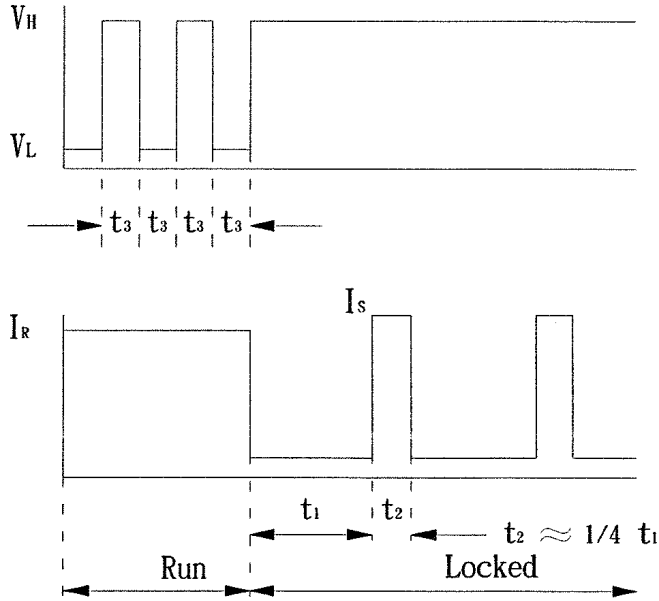 VH
VL
t3 t3 t3 t3
IS
IR
t1 t2 t2 ≈ 1/4 t1
Run Locked